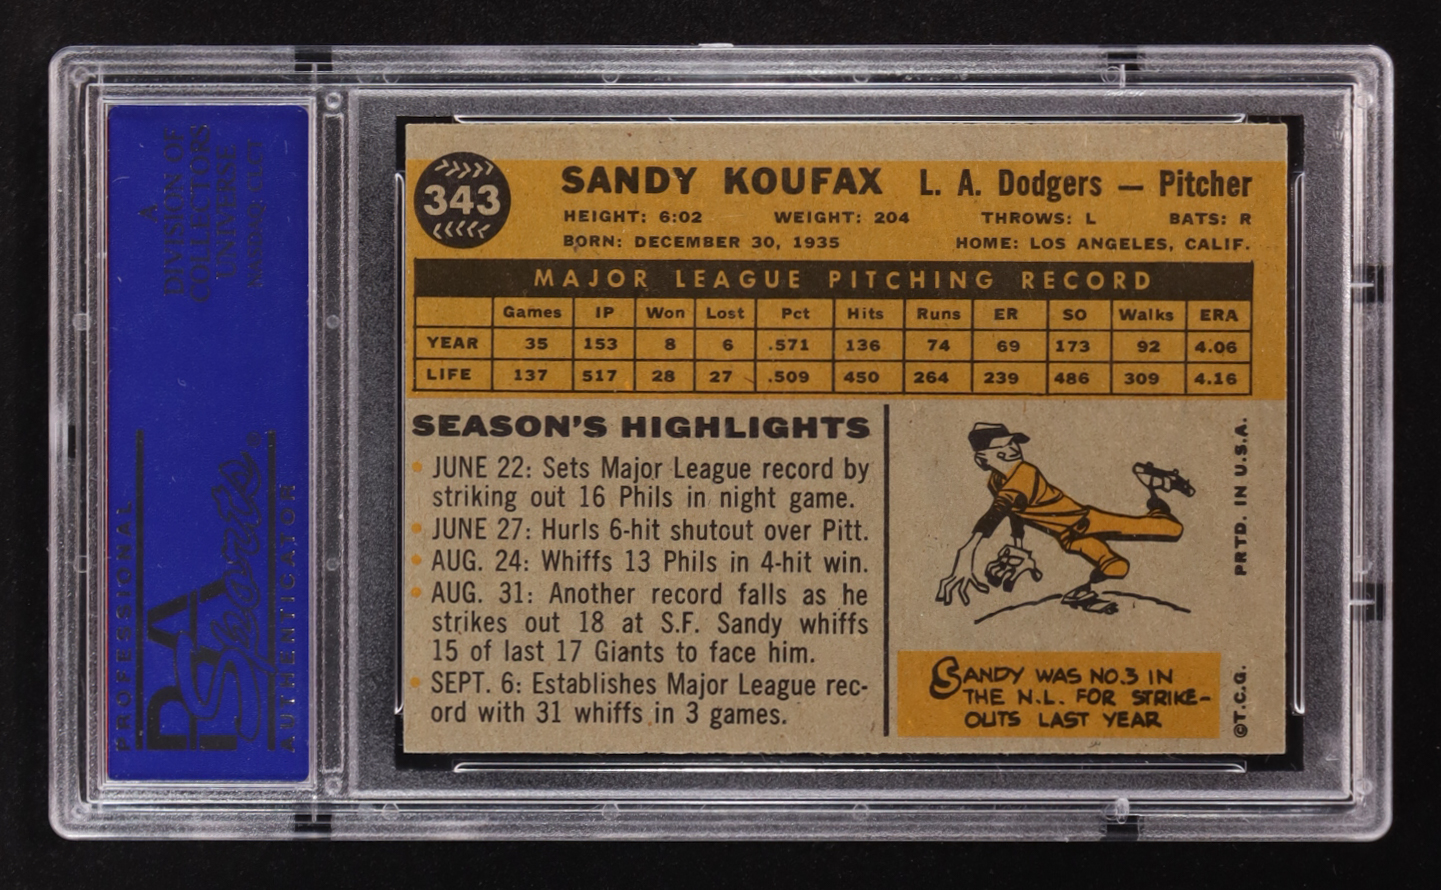 A
DIVISION OF
COLLECTORS
UNIVERSE
NASDAQ: CLCT
PROFESSIONAL
PSA
Sports
®
AUTHENTICATOR
343
SANDY KOUFAX L. A. Dodgers — Pitcher
HEIGHT: 6:02 WEIGHT: 204 THROWS: L BATS: R
BORN: DECEMBER 30, 1935 HOME: LOS ANGELES, CALIF.
MAJOR LEAGUE PITCHING RECORD
Games IP Won Lost Pct Hits Runs ER SO Walks ERA
YEAR 35 153 8 6 .571 136 74 69 173 92 4.06
LIFE 137 517 28 27 .509 450 264 239 486 309 4.16
SEASON'S HIGHLIGHTS
JUNE 22: Sets Major League record by
striking out 16 Phils in night game.
JUNE 27: Hurls 6-hit shutout over Pitt.
AUG. 24: Whiffs 13 Phils in 4-hit win.
AUG. 31: Another record falls as he
strikes out 18 at S.F. Sandy whiffs
15 of last 17 Giants to face him.
SEPT. 6: Establishes Major League rec-
ord with 31 whiffs in 3 games.
SANDY WAS NO.3 IN
THE N.L. FOR STRIKE-
OUTS LAST YEAR
©T.C.G. PRTD. IN U.S.A.